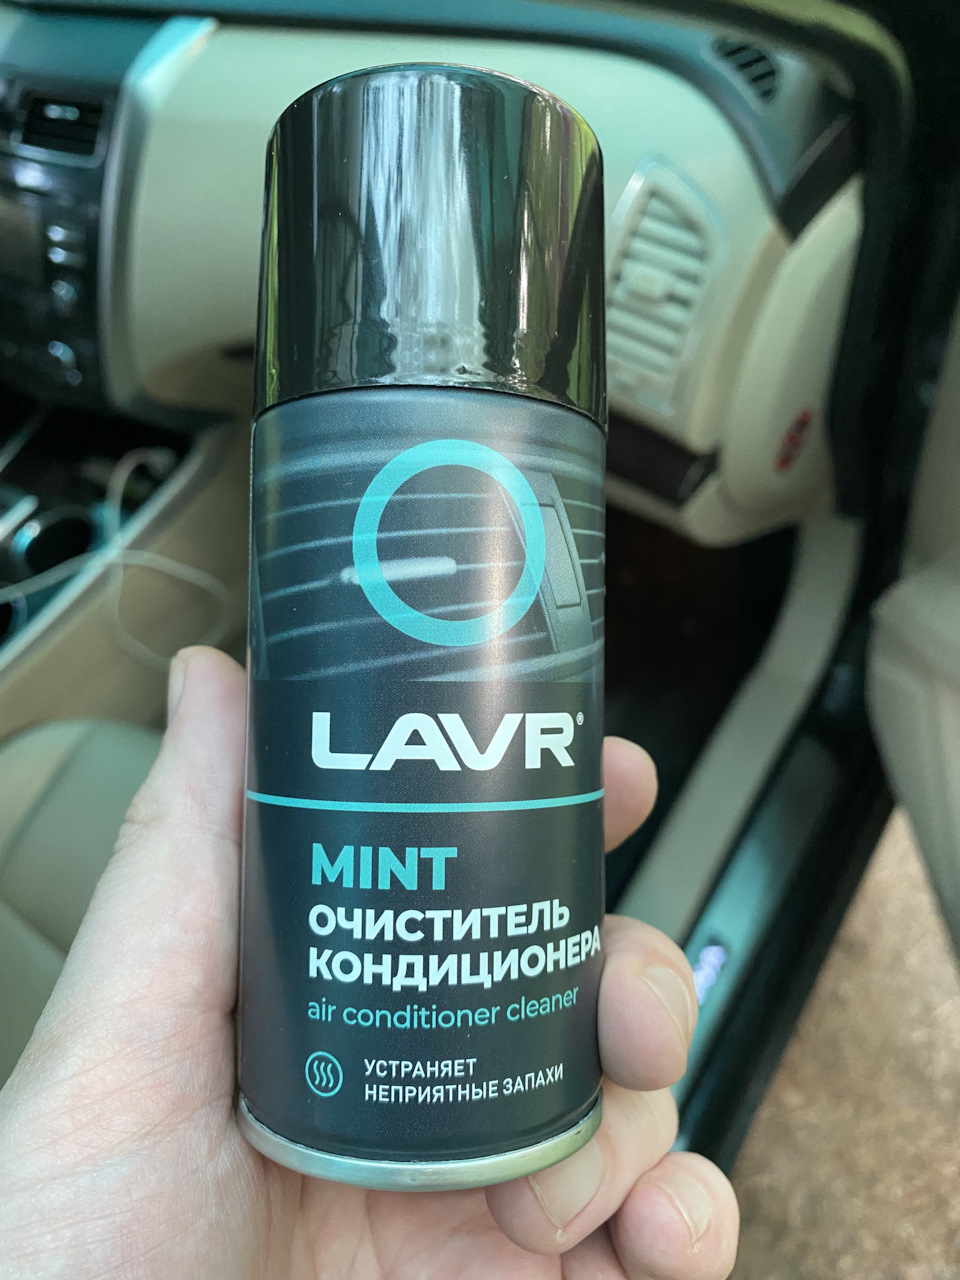 LAVR®
MINT
ОЧИСТИТЕЛЬ
КОНДИЦИОНЕРА
air conditioner cleaner
УСТРАНЯЕТ
НЕПРИЯТНЫЕ ЗАПАХИ